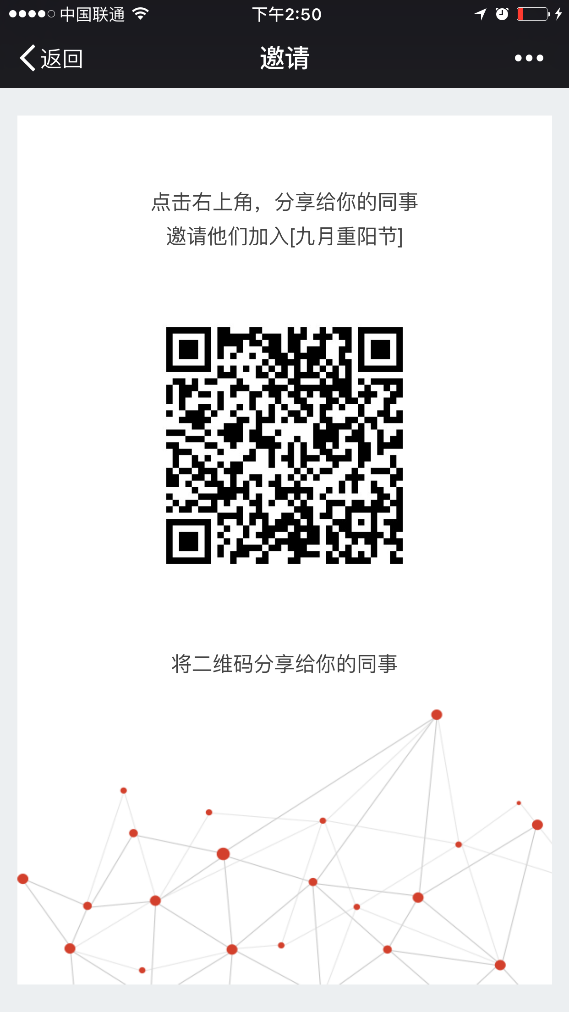 中国联通 下午2:50
返回 邀请
点击右上角，分享给你的同事
邀请他们加入[九月重阳节]
将二维码分享给你的同事